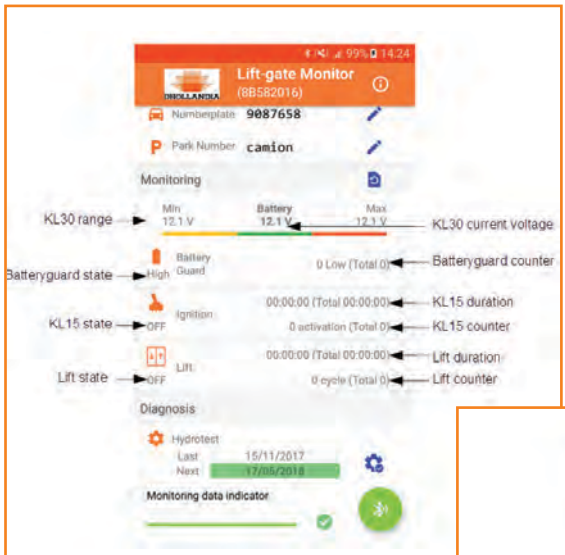 99% 14:24
DHOLLANDIA
Lift-gate Monitor
(8B582016)
Numberplate 9087658
P Park Number camion
Monitoring
Min Battery Max
KL30 range 12.1 V 12.1 V 12.1 V KL30 current voltage
Battery
Batteryguard state High Guard 0 Low (Total 0) Batteryguard counter
00:00:00 (Total 00:00:00) KL15 duration
Ignition
KL15 state OFF 0 activation (Total 0) KL15 counter
00:00:00 (Total 00:00:00) Lift duration
Lift
Lift state OFF 0 cycle (Total 0) Lift counter
Diagnosis
Hydrotest
Last 15/11/2017
Next 17/05/2018
Monitoring data indicator